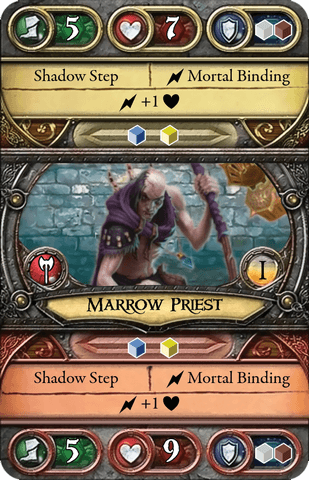 5 7
Shadow Step Mortal Binding
+1
MARROW PRIEST
I
Shadow Step Mortal Binding
+1
5 9